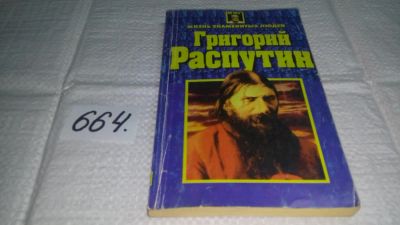 ЖИЗНЬ ЗНАМЕНИТЫХ ЛЮДЕЙ
Григорий
Распутин
664.